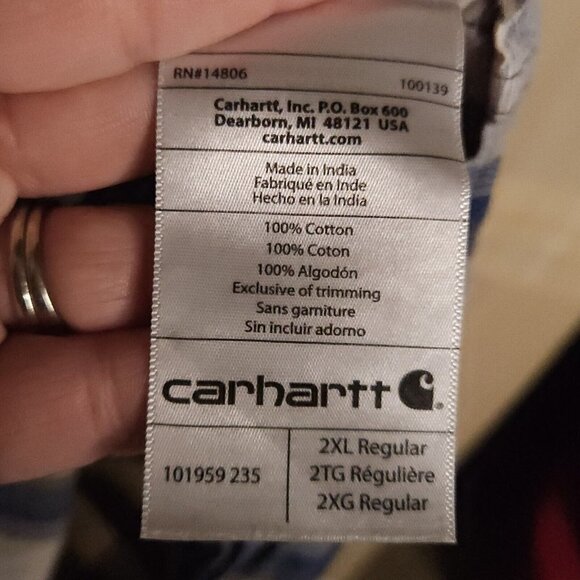 RN#14806
100139
Carhartt, Inc. P.O. Box 600
Dearborn, MI 48121 USA
carhartt.com
Made in India
Fabriqué en Inde
Hecho en la India
100% Cotton
100% Coton
100% Algodón
Exclusive of trimming
Sans garniture
Sin incluir adorno
carhartt
101959 235
2XL Regular
2TG Régulière
2XG Regular